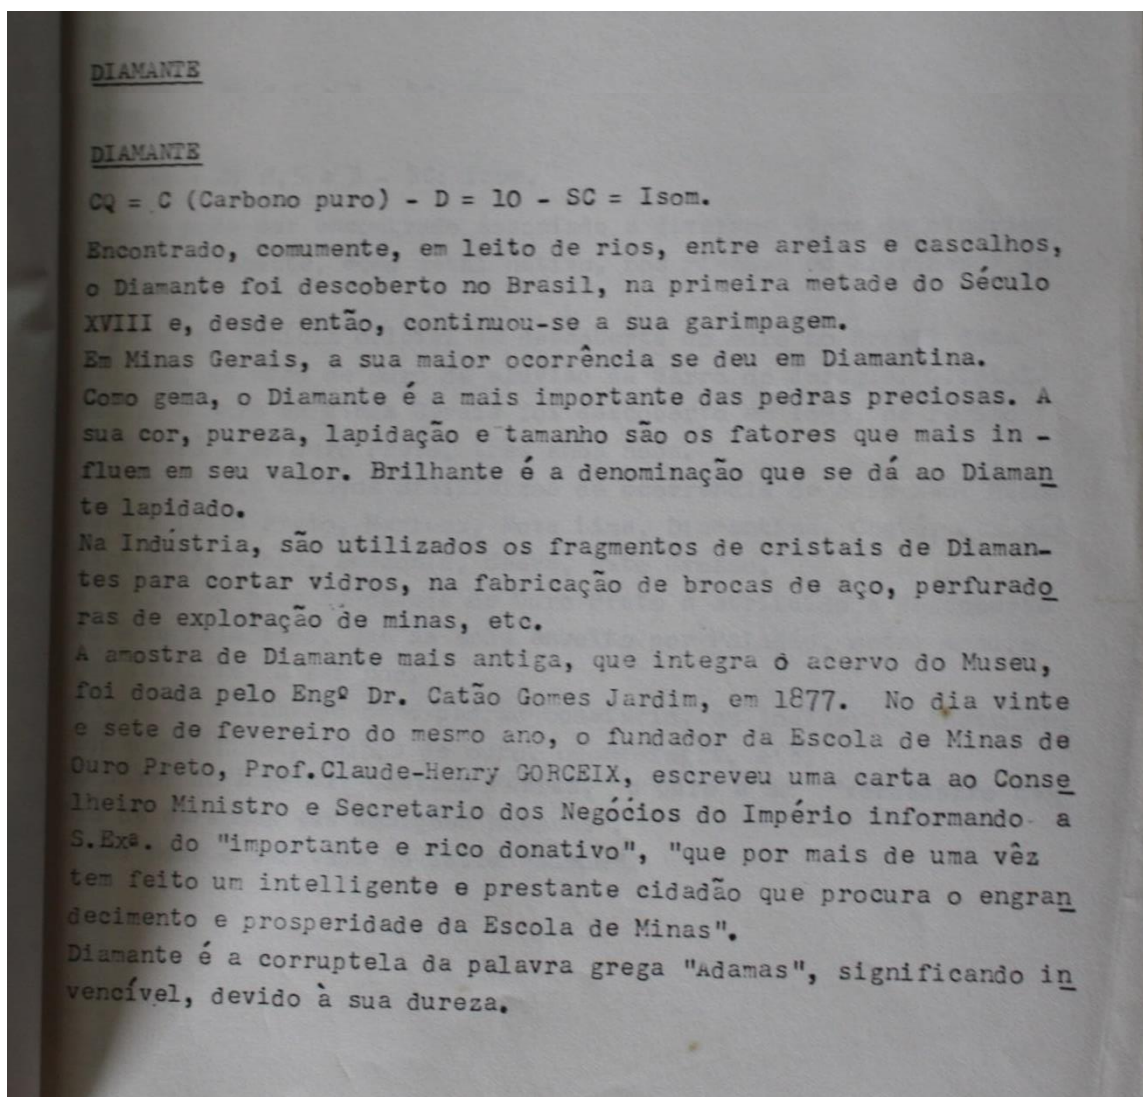 DIAMANTE
DIAMANTE
CQ = C (Carbono puro) - D = 10 - SC = Isom.
Encontrado, comumente, em leito de rios, entre areias e cascalhos,
o Diamante foi descoberto no Brasil, na primeira metade do Século
XVIII e, desde então, continuou-se a sua garimpagem.
Em Minas Gerais, a sua maior ocorrência se deu em Diamantina.
Como gema, o Diamante é a mais importante das pedras preciosas. A
sua cor, pureza, lapidação e tamanho são os fatores que mais in -
fluem em seu valor. Brilhante é a denominação que se dá ao Diaman
te lapidado.
Na Indústria, são utilizados os fragmentos de cristais de Diaman-
tes para cortar vidros, na fabricação de brocas de aço, perfurado
ras de exploração de minas, etc.
A amostra de Diamante mais antiga, que integra o acervo do Museu,
foi doada pelo Engº Dr. Catão Gomes Jardim, em 1877. No dia vinte
e sete de fevereiro do mesmo ano, o fundador da Escola de Minas de
Ouro Preto, Prof.Claude-Henry GORCEIX, escreveu uma carta ao Conse
lheiro Ministro e Secretario dos Negócios do Império informando a
S.Exª. do "importante e rico donativo", "que por mais de uma vêz
tem feito um intelligente e prestante cidadão que procura o engran
decimento e prosperidade da Escola de Minas".
Diamante é a corruptela da palavra grega "Adamas", significando in
vencível, devido à sua dureza.